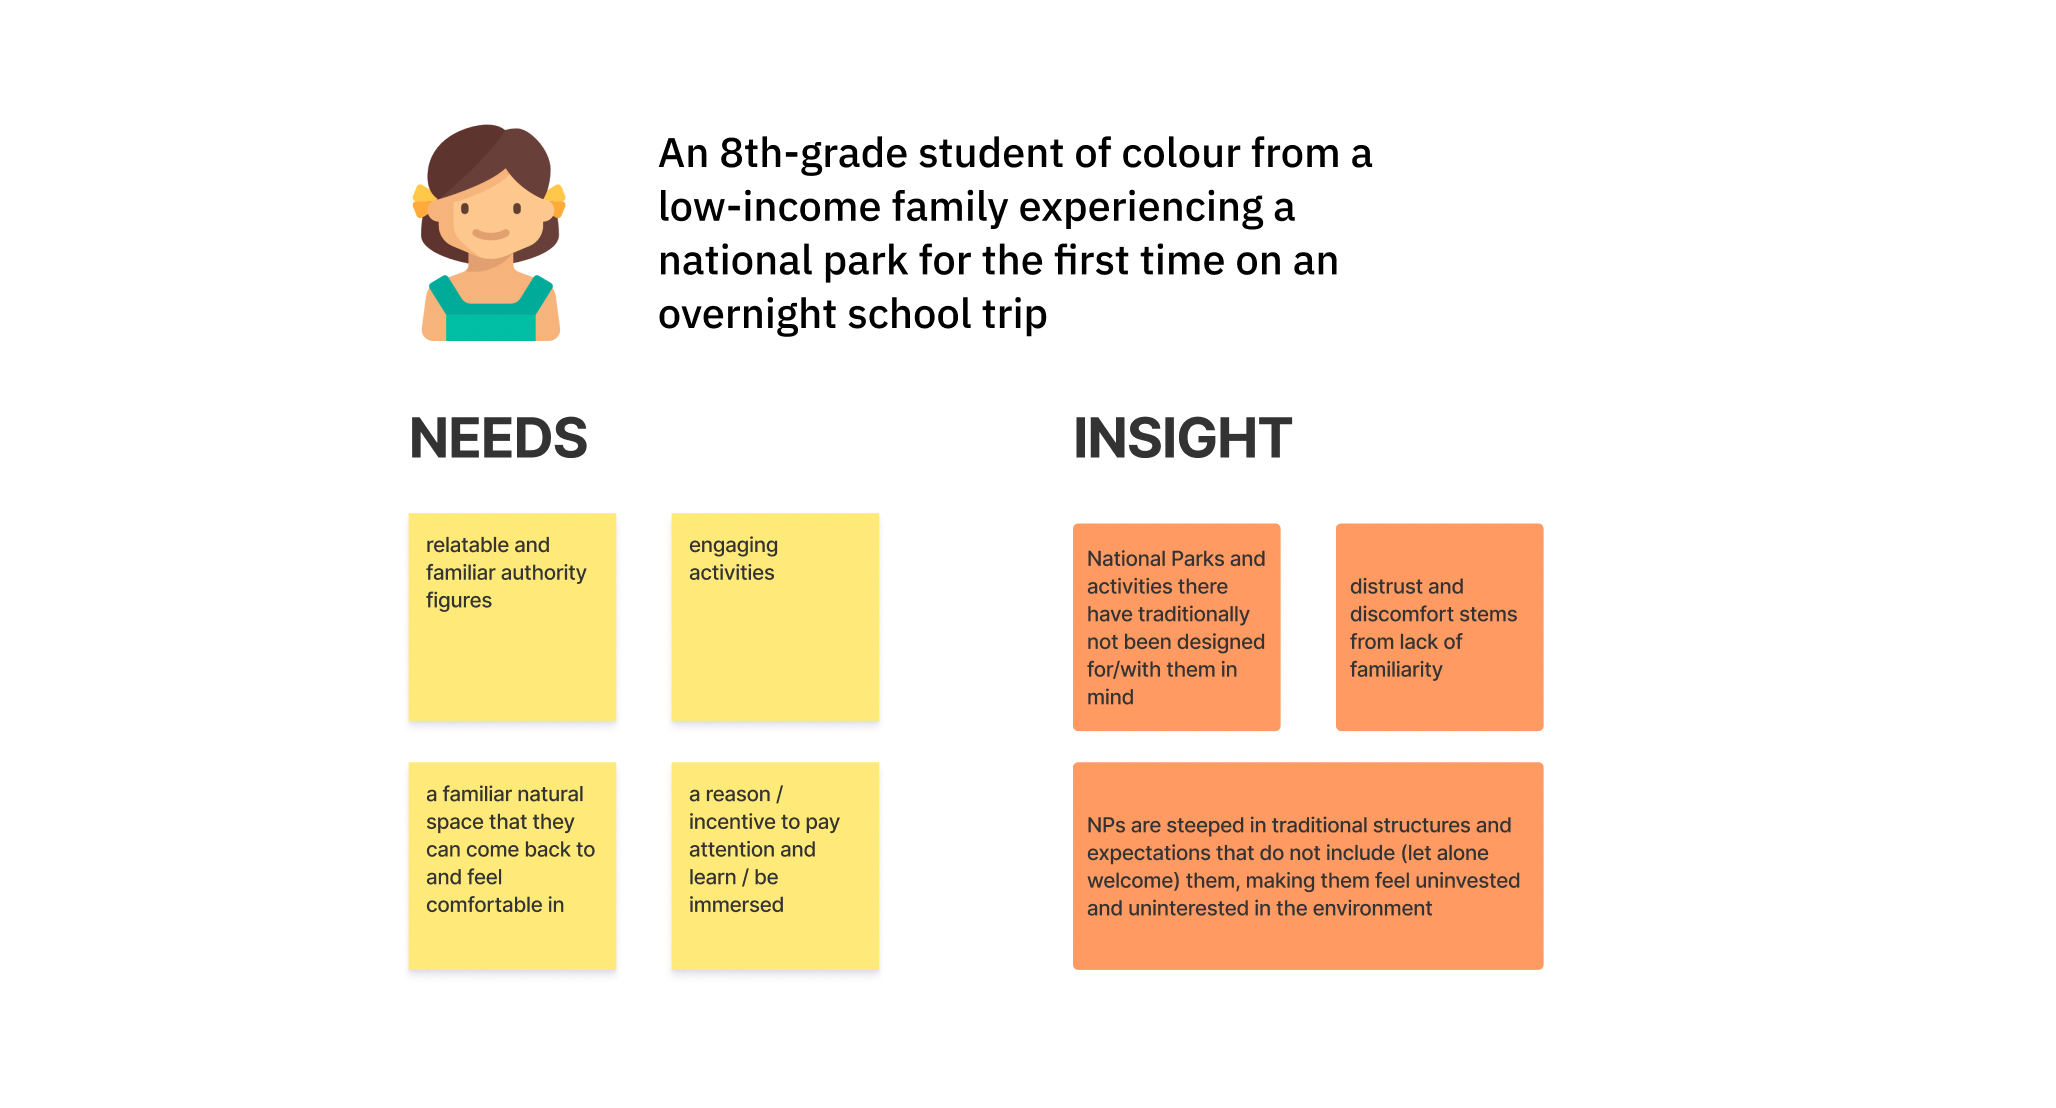 An 8th-grade student of colour from a
low-income family experiencing a
national park for the first time on an
overnight school trip
NEEDS
relatable and
familiar authority
figures
engaging
activities
a familiar natural
space that they
can come back to
and feel
comfortable in
a reason /
incentive to pay
attention and
learn / be
immersed
INSIGHT
National Parks and
activities there
have traditionally
not been designed
for/with them in
mind
distrust and
discomfort stems
from lack of
familiarity
NPs are steeped in traditional structures and
expectations that do not include (let alone
welcome) them, making them feel uninvested
and uninterested in the environment